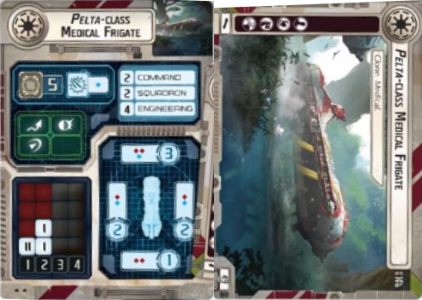 PELTA-CLASS
MEDICAL FRIGATE
5
2 COMMAND
2 SQUADRON
4 ENGINEERING
3
2
2
1
1
II 1
1 2 3 4
PELTA-CLASS MEDICAL FRIGATE
Clone. Medical.